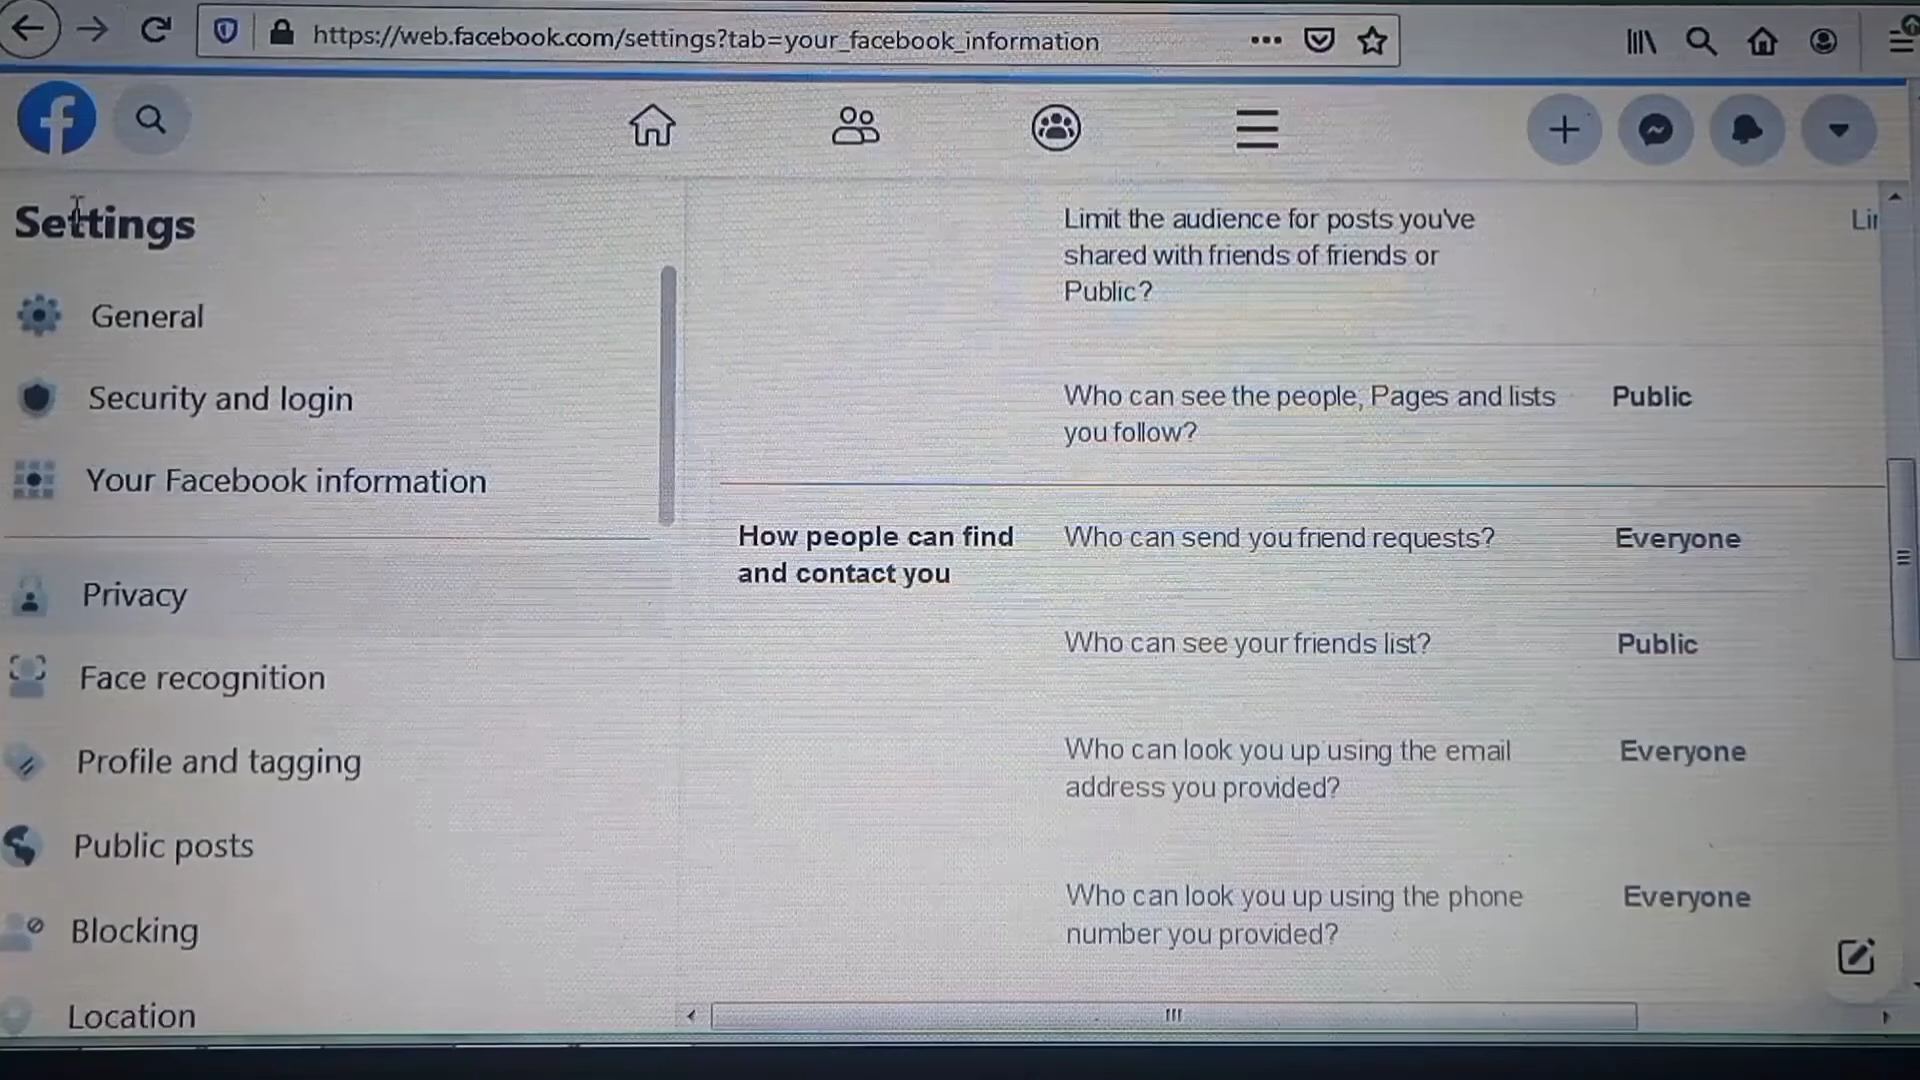 https://web.facebook.com/settings?tab=your_facebook_information
Settings
General
Security and login
Your Facebook information
Privacy
Face recognition
Profile and tagging
Public posts
Blocking
Location
Limit the audience for posts you've
shared with friends of friends or
Public?
Who can see the people, Pages and lists
you follow?
Public
How people can find
and contact you
Who can send you friend requests?
Everyone
Who can see your friends list?
Public
Who can look you up using the email
address you provided?
Everyone
Who can look you up using the phone
number you provided?
Everyone